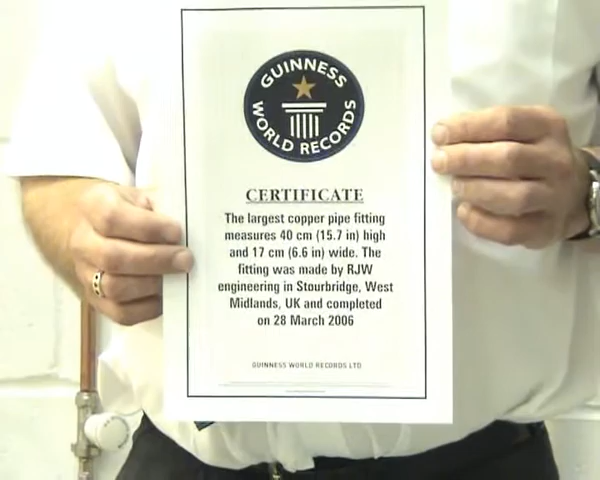 GUINNESS
WORLD RECORDS
CERTIFICATE
The largest copper pipe fitting
measures 40 cm (15.7 in) high
and 17 cm (6.6 in) wide. The
fitting was made by RJW
engineering in Stourbridge, West
Midlands, UK and completed
on 28 March 2006
GUINNESS WORLD RECORDS LTD